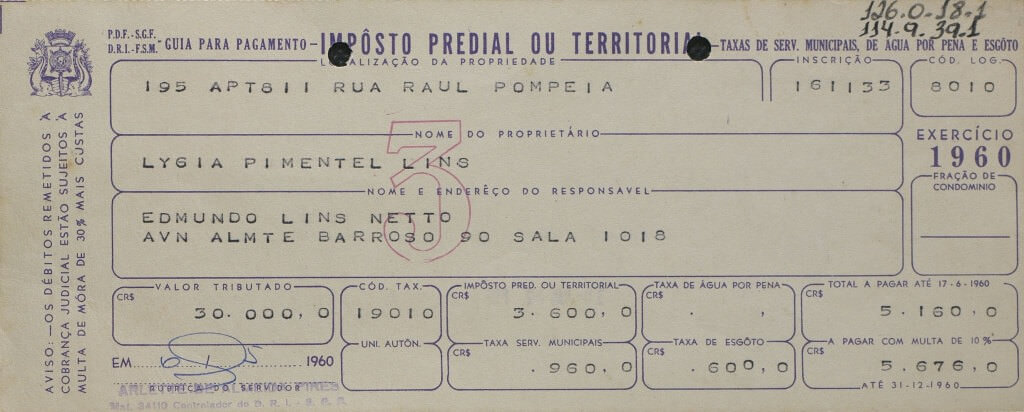 126.0-18-1
114-9.39.1
P.D.F. - S.G.F.
D.R.I. - F.S.M.
GUIA PARA PAGAMENTO — IMPÔSTO PREDIAL OU TERRITORIAL — TAXAS DE SERV. MUNICIPAIS, DE AGUA POR PENA E ESGÔTO
LOCALIZAÇÃO DA PROPRIEDADE
195 APT811 RUA RAUL POMPEIA
INSCRIÇÃO
161133
CÓD. LOG.
8010
NOME DO PROPRIETÁRIO
LYGIA PIMENTEL LINS
3
EXERCÍCIO
1960
NOME E ENDERÊÇO DO RESPONSAVEL
EDMUNDO LINS NETTO
AVN ALMTE BARROSO 90 SALA 1018
FRAÇÃO DE
CONDOMINIO
VALOR TRIBUTADO
CR$ 30.000,0
CÓD. TAX.
19010
IMPÔSTO PRED. OU TERRITORIAL
CR$ 3.600,0
TAXA DE ÁGUA POR PENA
CR$ . ,
TOTAL A PAGAR ATÉ 17-6-1960
CR$ 5.160,0
EM 1960
RUBRICA DO SERVIDOR
UNI. AUTÔN.
TAXA SERV. MUNICIPAIS
CR$ .960,0
TAXA DE ESGÔTO
CR$ .600,0
A PAGAR COM MULTA DE 10%
CR$ 5.676,0
ATÉ 31-12-1960
Mat. 34119 Controlador do D. R. I.
AVISO: — OS DÉBITOS REMETIDOS À
COBRANÇA JUDICIAL ESTÃO SUJEITOS À
MULTA DE MÓRA DE 30% MAIS CUSTAS